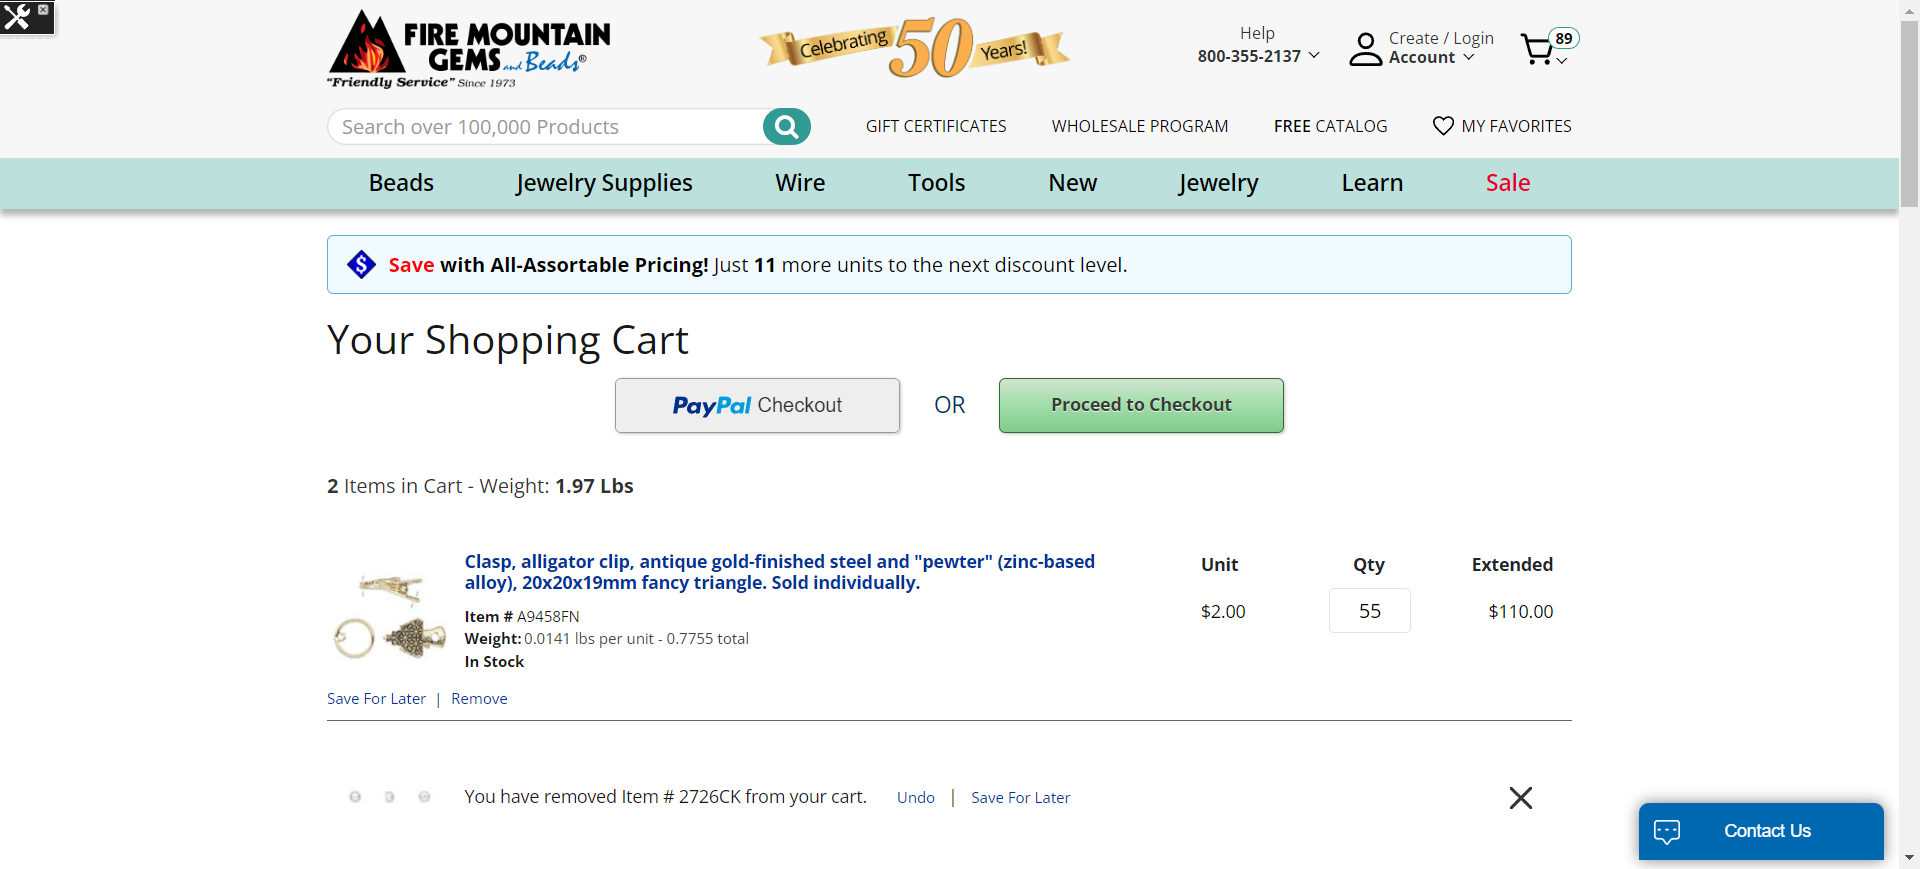 FIRE MOUNTAIN
GEMS and Beads®
"Friendly Service" Since 1973
Celebrating 50 Years!
Help
800-355-2137
Create / Login
Account
89
Search over 100,000 Products
GIFT CERTIFICATES
WHOLESALE PROGRAM
FREE CATALOG
MY FAVORITES
Beads
Jewelry Supplies
Wire
Tools
New
Jewelry
Learn
Sale
$ Save with All-Assortable Pricing! Just 11 more units to the next discount level.
Your Shopping Cart
PayPal Checkout
OR
Proceed to Checkout
2 Items in Cart - Weight: 1.97 Lbs
Clasp, alligator clip, antique gold-finished steel and "pewter" (zinc-based
alloy), 20x20x19mm fancy triangle. Sold individually.
Item # A9458FN
Weight: 0.0141 lbs per unit - 0.7755 total
In Stock
Unit
Qty
Extended
$2.00
55
$110.00
Save For Later | Remove
You have removed Item # 2726CK from your cart. Undo | Save For Later
Contact Us